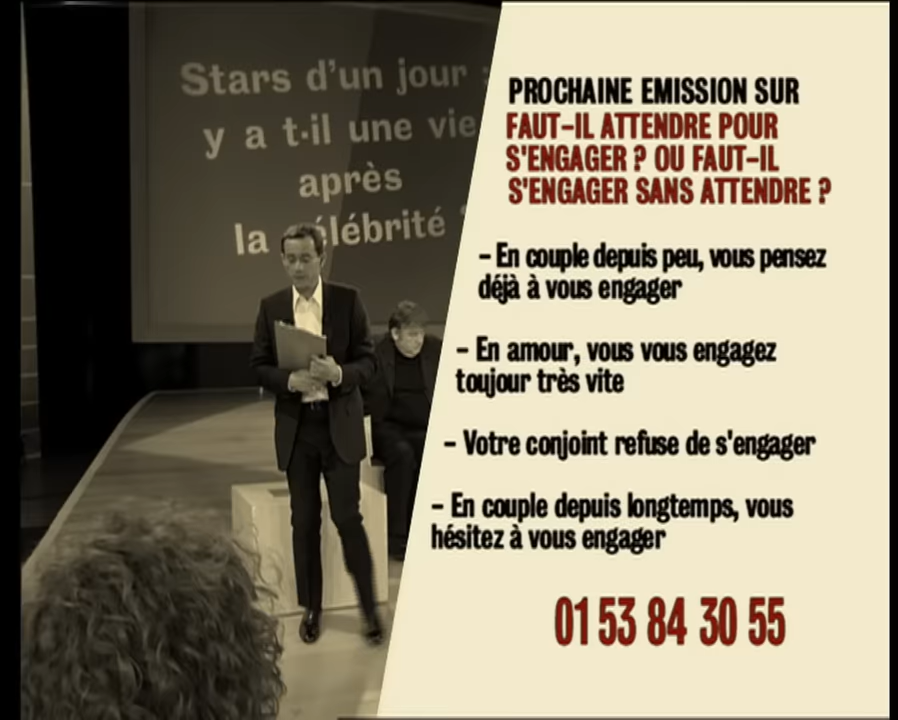 Stars d'un jour :
y a t-il une vie
après
la célébrité ?
PROCHAINE EMISSION SUR
FAUT-IL ATTENDRE POUR
S'ENGAGER ? OU FAUT-IL
S'ENGAGER SANS ATTENDRE ?
- En couple depuis peu, vous pensez
déjà à vous engager
- En amour, vous vous engagez
toujour très vite
- Votre conjoint refuse de s'engager
- En couple depuis longtemps, vous
hésitez à vous engager
01 53 84 30 55